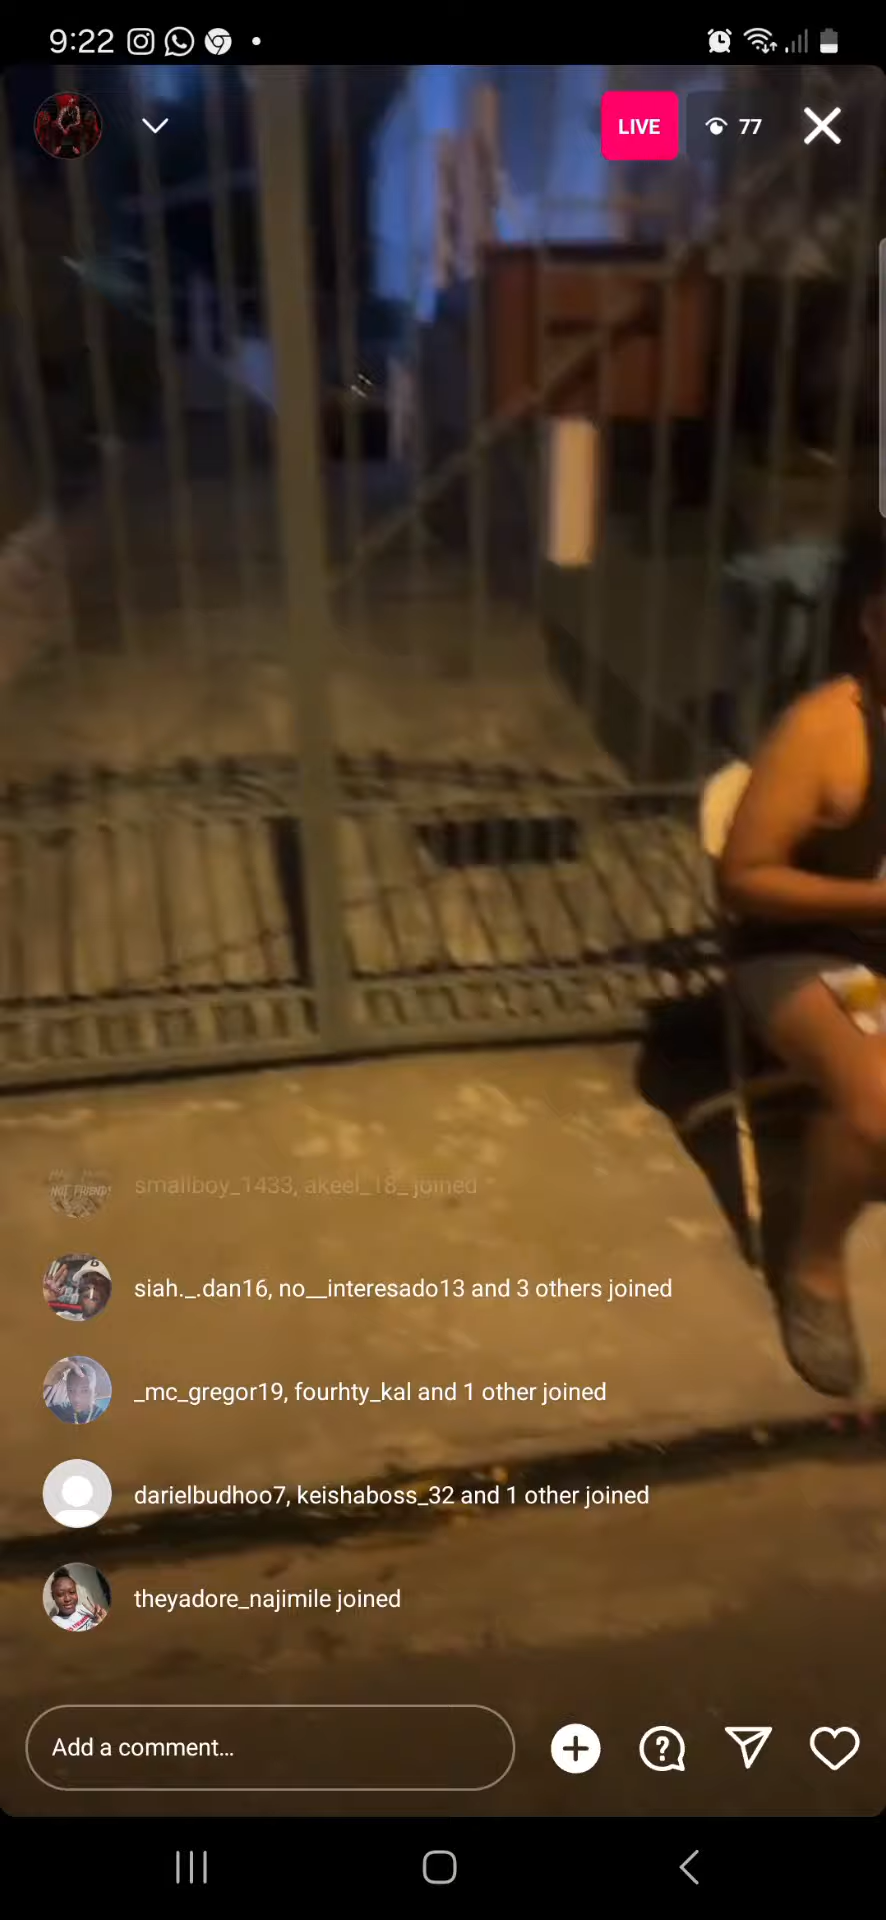 9:22
LIVE
77
smallboy_1433, akeel_18_ joined
siah._.dan16, no__interesado13 and 3 others joined
_mc_gregor19, fourhty_kal and 1 other joined
darielbudhoo7, keishaboss_32 and 1 other joined
theyadore_najimile joined
Add a comment...